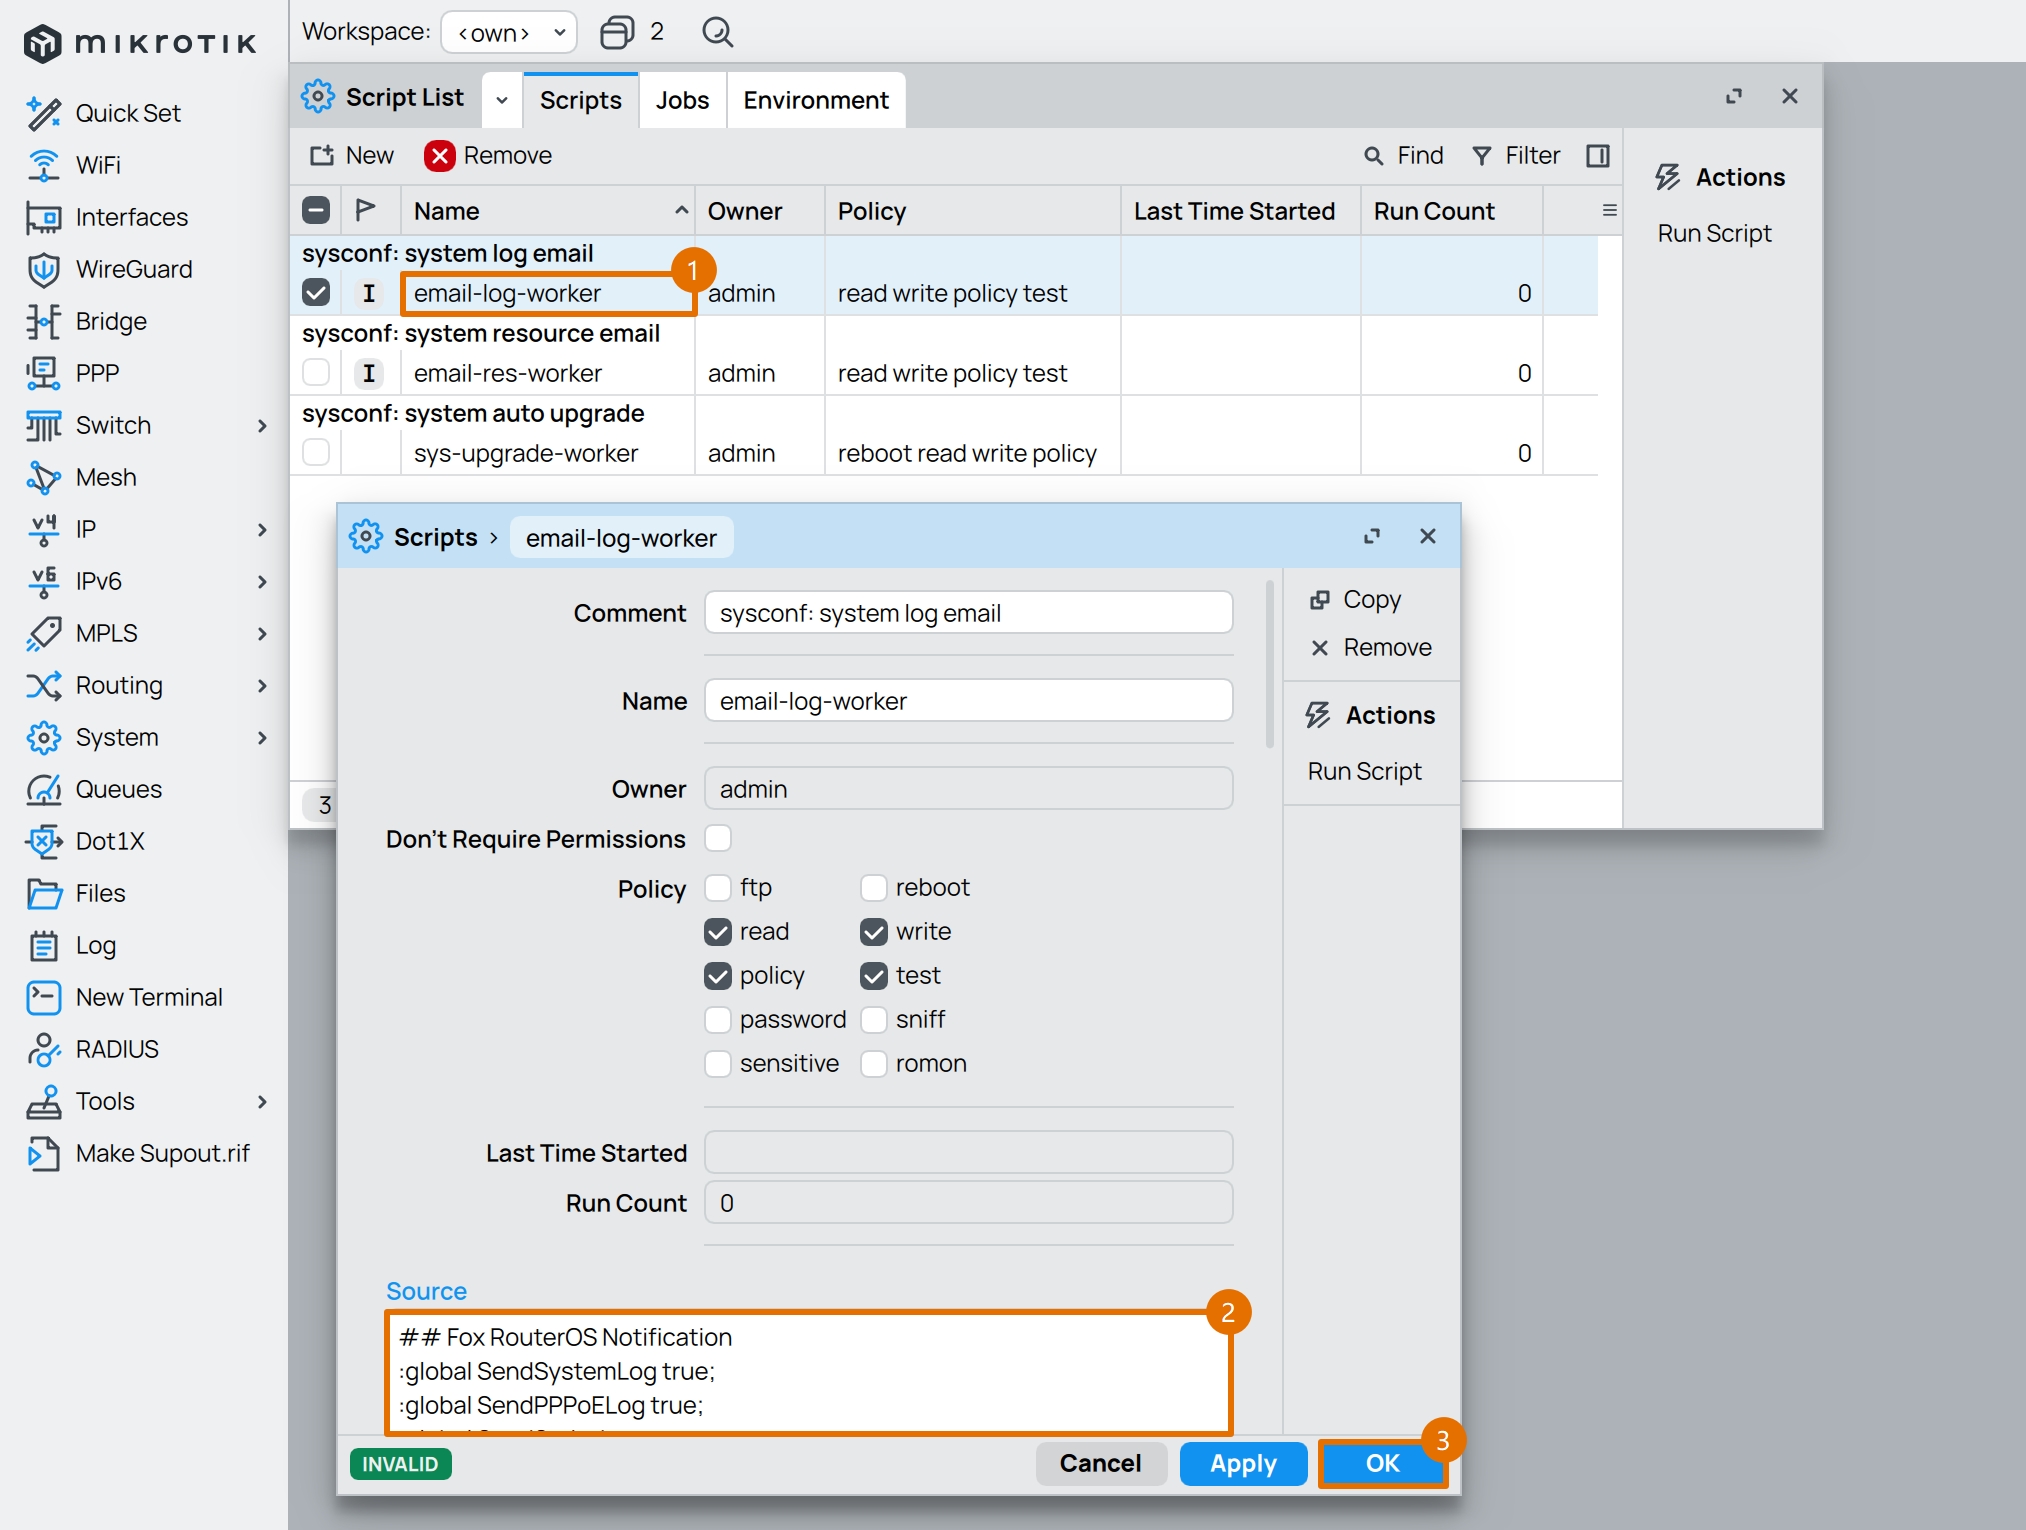 mikrotik
Workspace: <own> 2
Quick Set
WiFi
Interfaces
WireGuard
Bridge
PPP
Switch
Mesh
v4 IP
v6 IPv6
MPLS
Routing
System
Queues
Dot1X
Files
Log
New Terminal
RADIUS
Tools
Make Supout.rif
Script List Scripts Jobs Environment
New Remove Find Filter
Actions
Run Script
Name Owner Policy Last Time Started Run Count
sysconf: system log email
1
I email-log-worker admin read write policy test 0
sysconf: system resource email
I email-res-worker admin read write policy test 0
sysconf: system auto upgrade
sys-upgrade-worker admin reboot read write policy 0
3
Scripts > email-log-worker
Comment sysconf: system log email
Name email-log-worker
Owner admin
Don't Require Permissions
Policy ftp reboot
read write
policy test
password sniff
sensitive romon
Last Time Started
Run Count 0
Copy
Remove
Actions
Run Script
Source
2
## Fox RouterOS Notification
:global SendSystemLog true;
:global SendPPPoELog true;
3
INVALID Cancel Apply OK